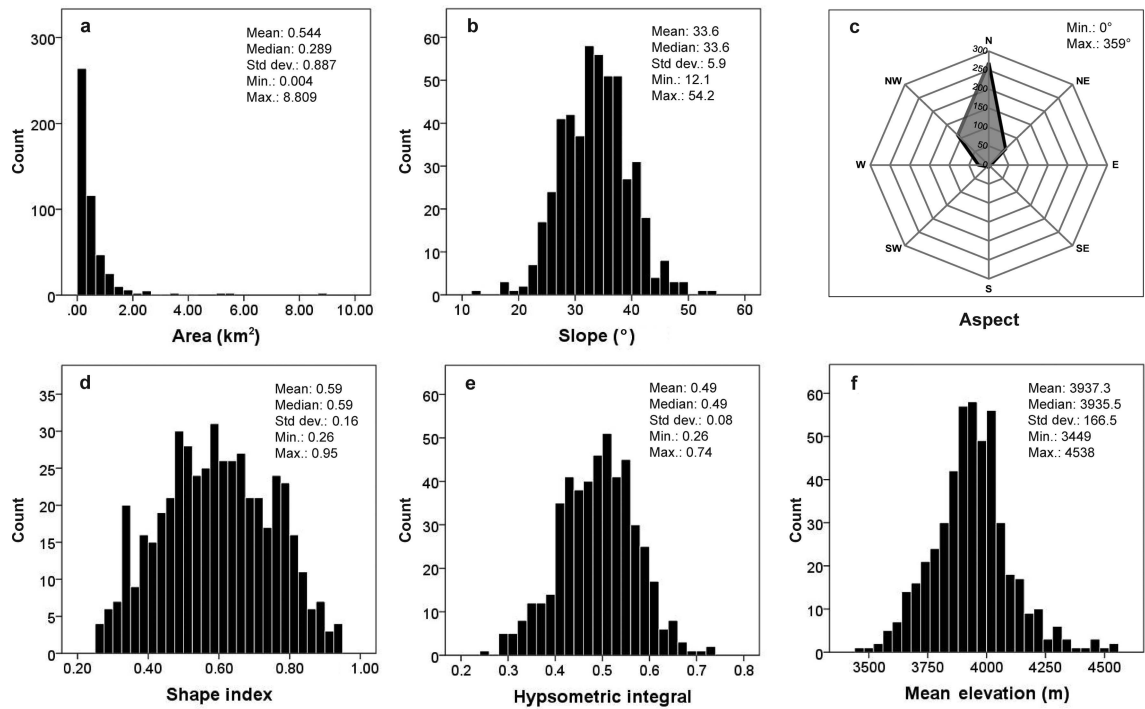 a
Mean: 0.544
Median: 0.289
Std dev.: 0.887
Min.: 0.004
Max.: 8.809
300
200
100
0
Count
.00 2.00 4.00 6.00 8.00 10.00
Area (km²)
b
Mean: 33.6
Median: 33.6
Std dev.: 5.9
Min.: 12.1
Max.: 54.2
60
50
40
30
20
10
0
Count
10 20 30 40 50 60
Slope (°)
c
Min.: 0°
Max.: 359°
N
NE
E
SE
S
SW
W
NW
300
250
200
150
100
50
0
Aspect
d
Mean: 0.59
Median: 0.59
Std dev.: 0.16
Min.: 0.26
Max.: 0.95
35
30
25
20
15
10
5
0
Count
0.20 0.40 0.60 0.80 1.00
Shape index
e
Mean: 0.49
Median: 0.49
Std dev.: 0.08
Min.: 0.26
Max.: 0.74
60
50
40
30
20
10
0
Count
0.2 0.3 0.4 0.5 0.6 0.7 0.8
Hypsometric integral
f
Mean: 3937.3
Median: 3935.5
Std dev.: 166.5
Min.: 3449
Max.: 4538
60
50
40
30
20
10
0
Count
3500 3750 4000 4250 4500
Mean elevation (m)